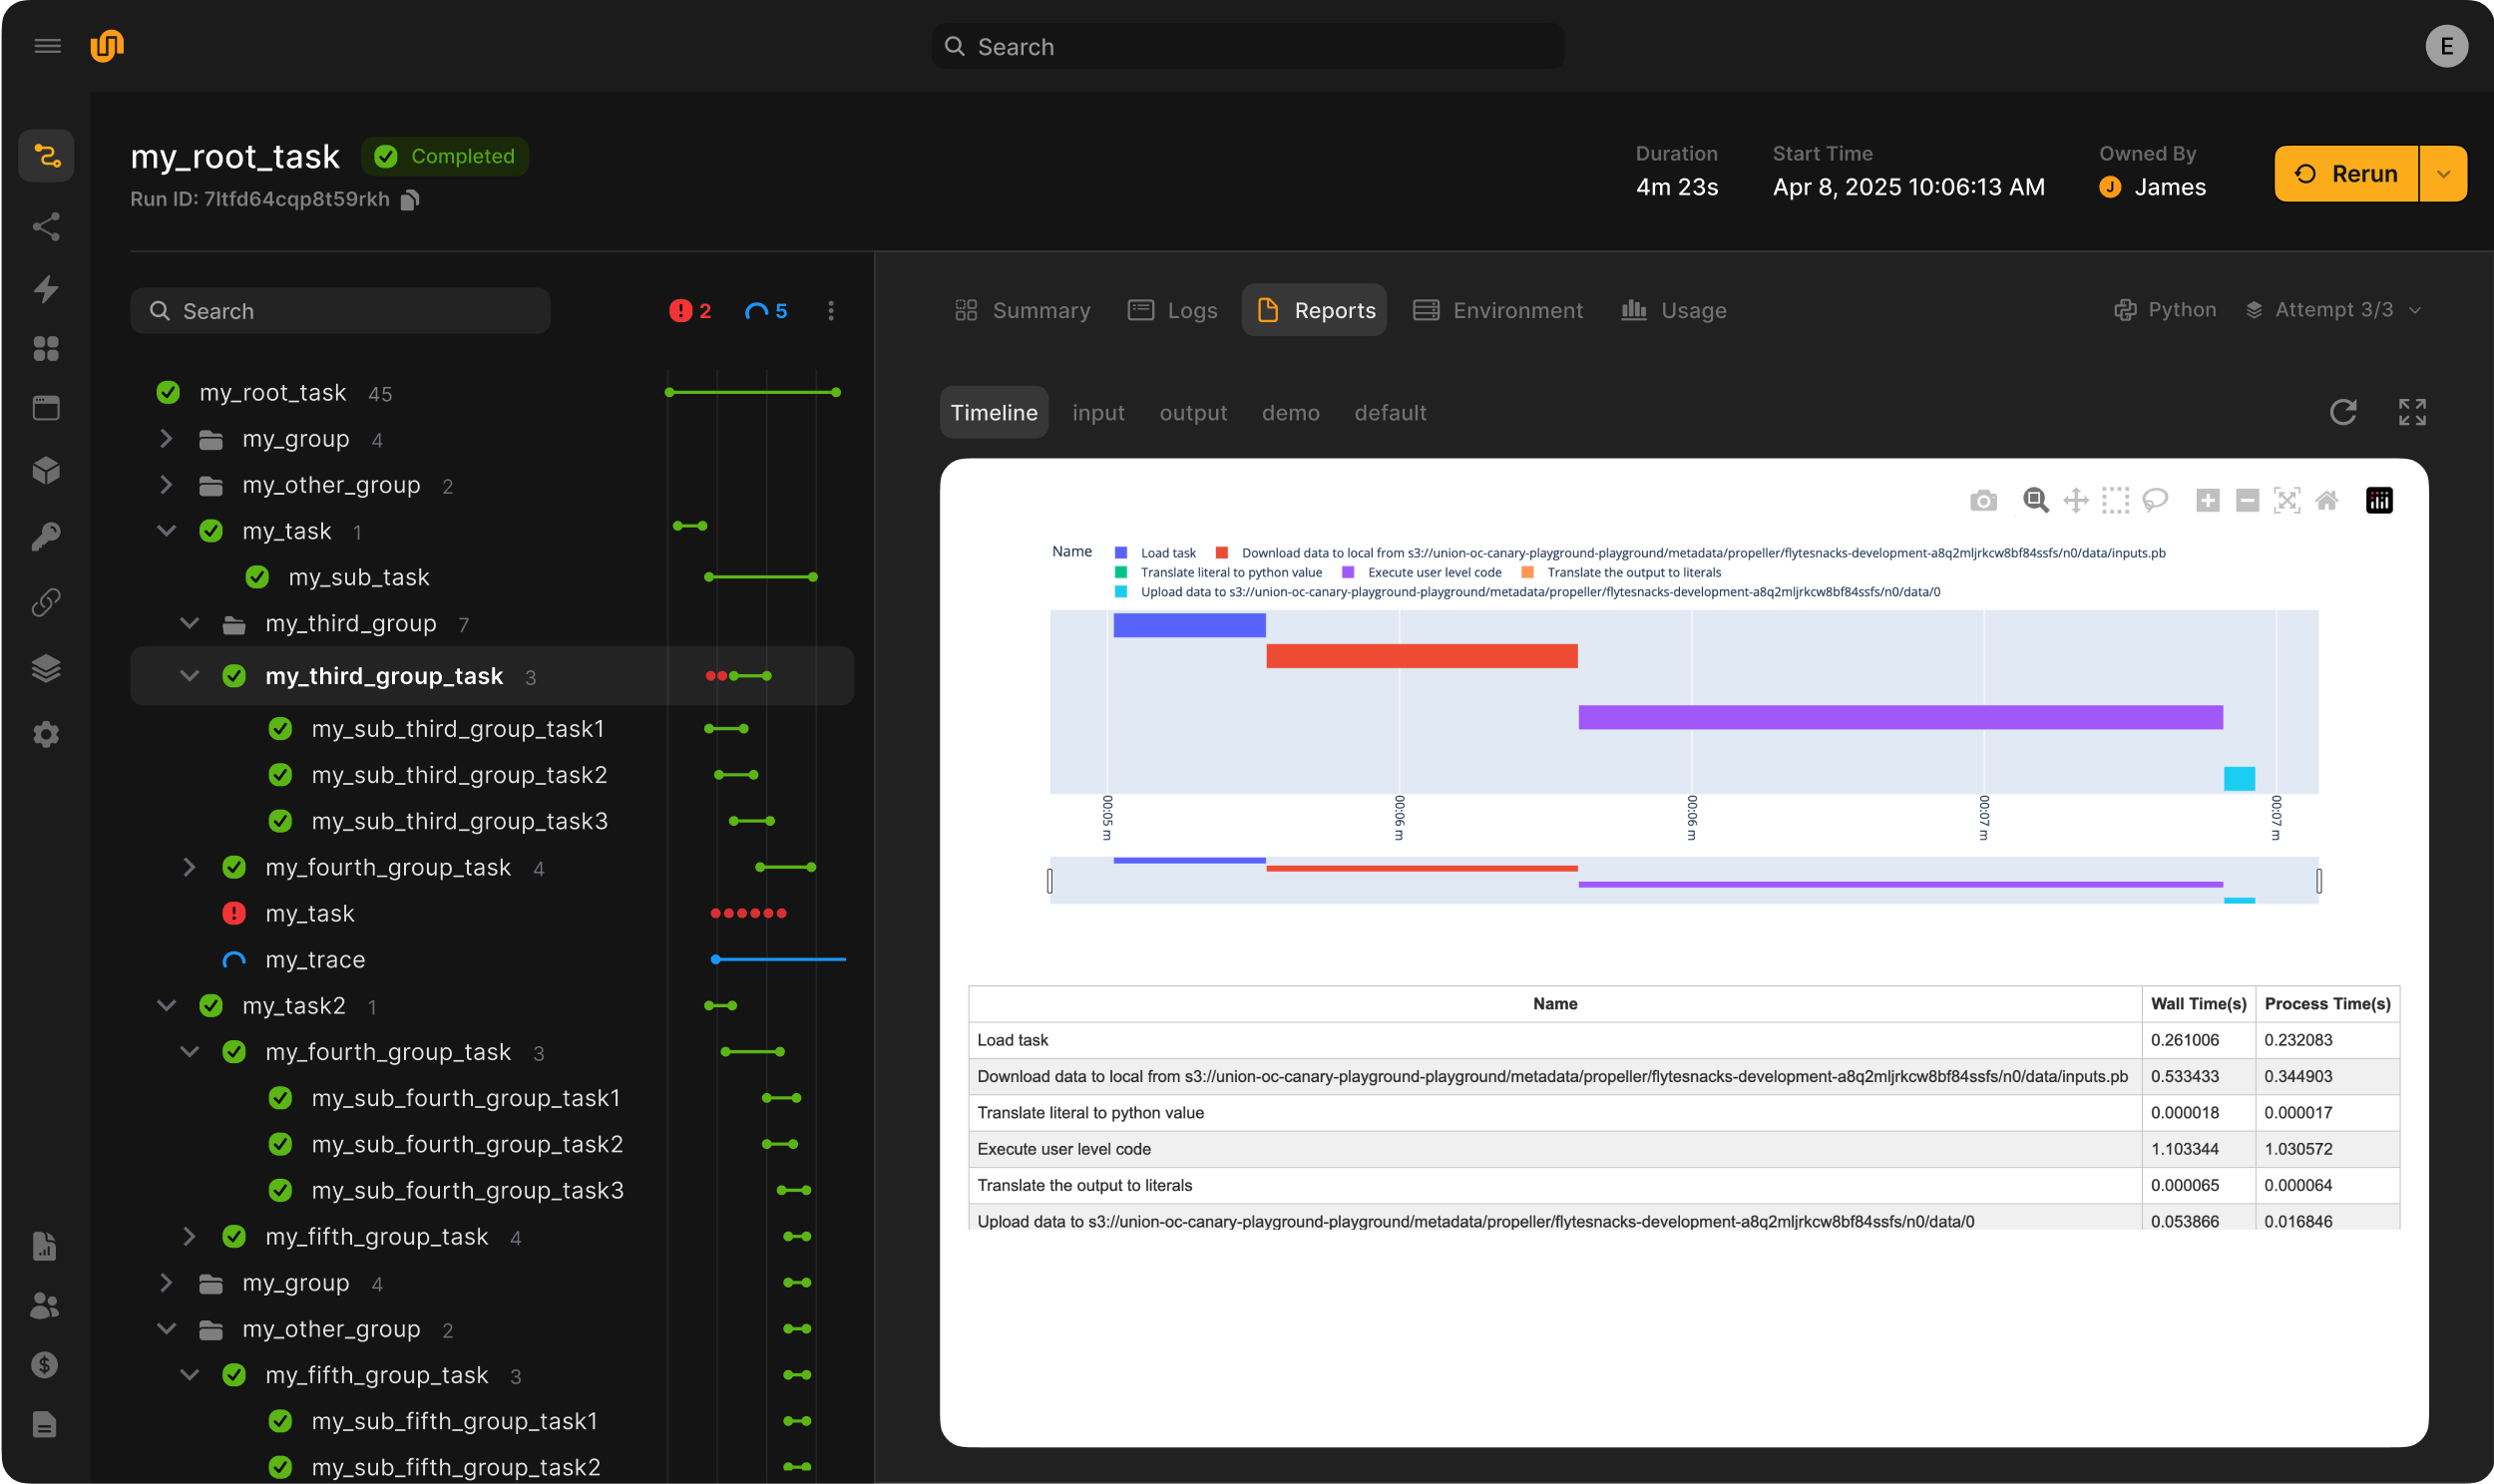 Search
E
my_root_task Completed
Run ID: 7ltfd64cqp8t59rkh
Duration
4m 23s
Start Time
Apr 8, 2025 10:06:13 AM
Owned By
J James
Rerun
Search
2 5
my_root_task 45
my_group 4
my_other_group 2
my_task 1
my_sub_task
my_third_group 7
my_third_group_task 3
my_sub_third_group_task1
my_sub_third_group_task2
my_sub_third_group_task3
my_fourth_group_task 4
my_task
my_trace
my_task2 1
my_fourth_group_task 3
my_sub_fourth_group_task1
my_sub_fourth_group_task2
my_sub_fourth_group_task3
my_fifth_group_task 4
my_group 4
my_other_group 2
my_fifth_group_task 3
my_sub_fifth_group_task1
my_sub_fifth_group_task2
Summary Logs Reports Environment Usage Python Attempt 3/3
Timeline input output demo default
Name Load task Download data to local from s3://union-oc-canary-playground-playground/metadata/propeller/flytesnacks-development-a8q2mljrkcw8bf84ssfs/n0/data/inputs.pb
Translate literal to python value Execute user level code Translate the output to literals
Upload data to s3://union-oc-canary-playground-playground/metadata/propeller/flytesnacks-development-a8q2mljrkcw8bf84ssfs/n0/data/0
00:05 m 00:06 m 00:06 m 00:07 m 00:07 m
Name Wall Time(s) Process Time(s)
Load task 0.261006 0.232083
Download data to local from s3://union-oc-canary-playground-playground/metadata/propeller/flytesnacks-development-a8q2mljrkcw8bf84ssfs/n0/data/inputs.pb 0.533433 0.344903
Translate literal to python value 0.000018 0.000017
Execute user level code 1.103344 1.030572
Translate the output to literals 0.000065 0.000064
Upload data to s3://union-oc-canary-playground-playground/metadata/propeller/flytesnacks-development-a8q2mljrkcw8bf84ssfs/n0/data/0 0.053866 0.016846